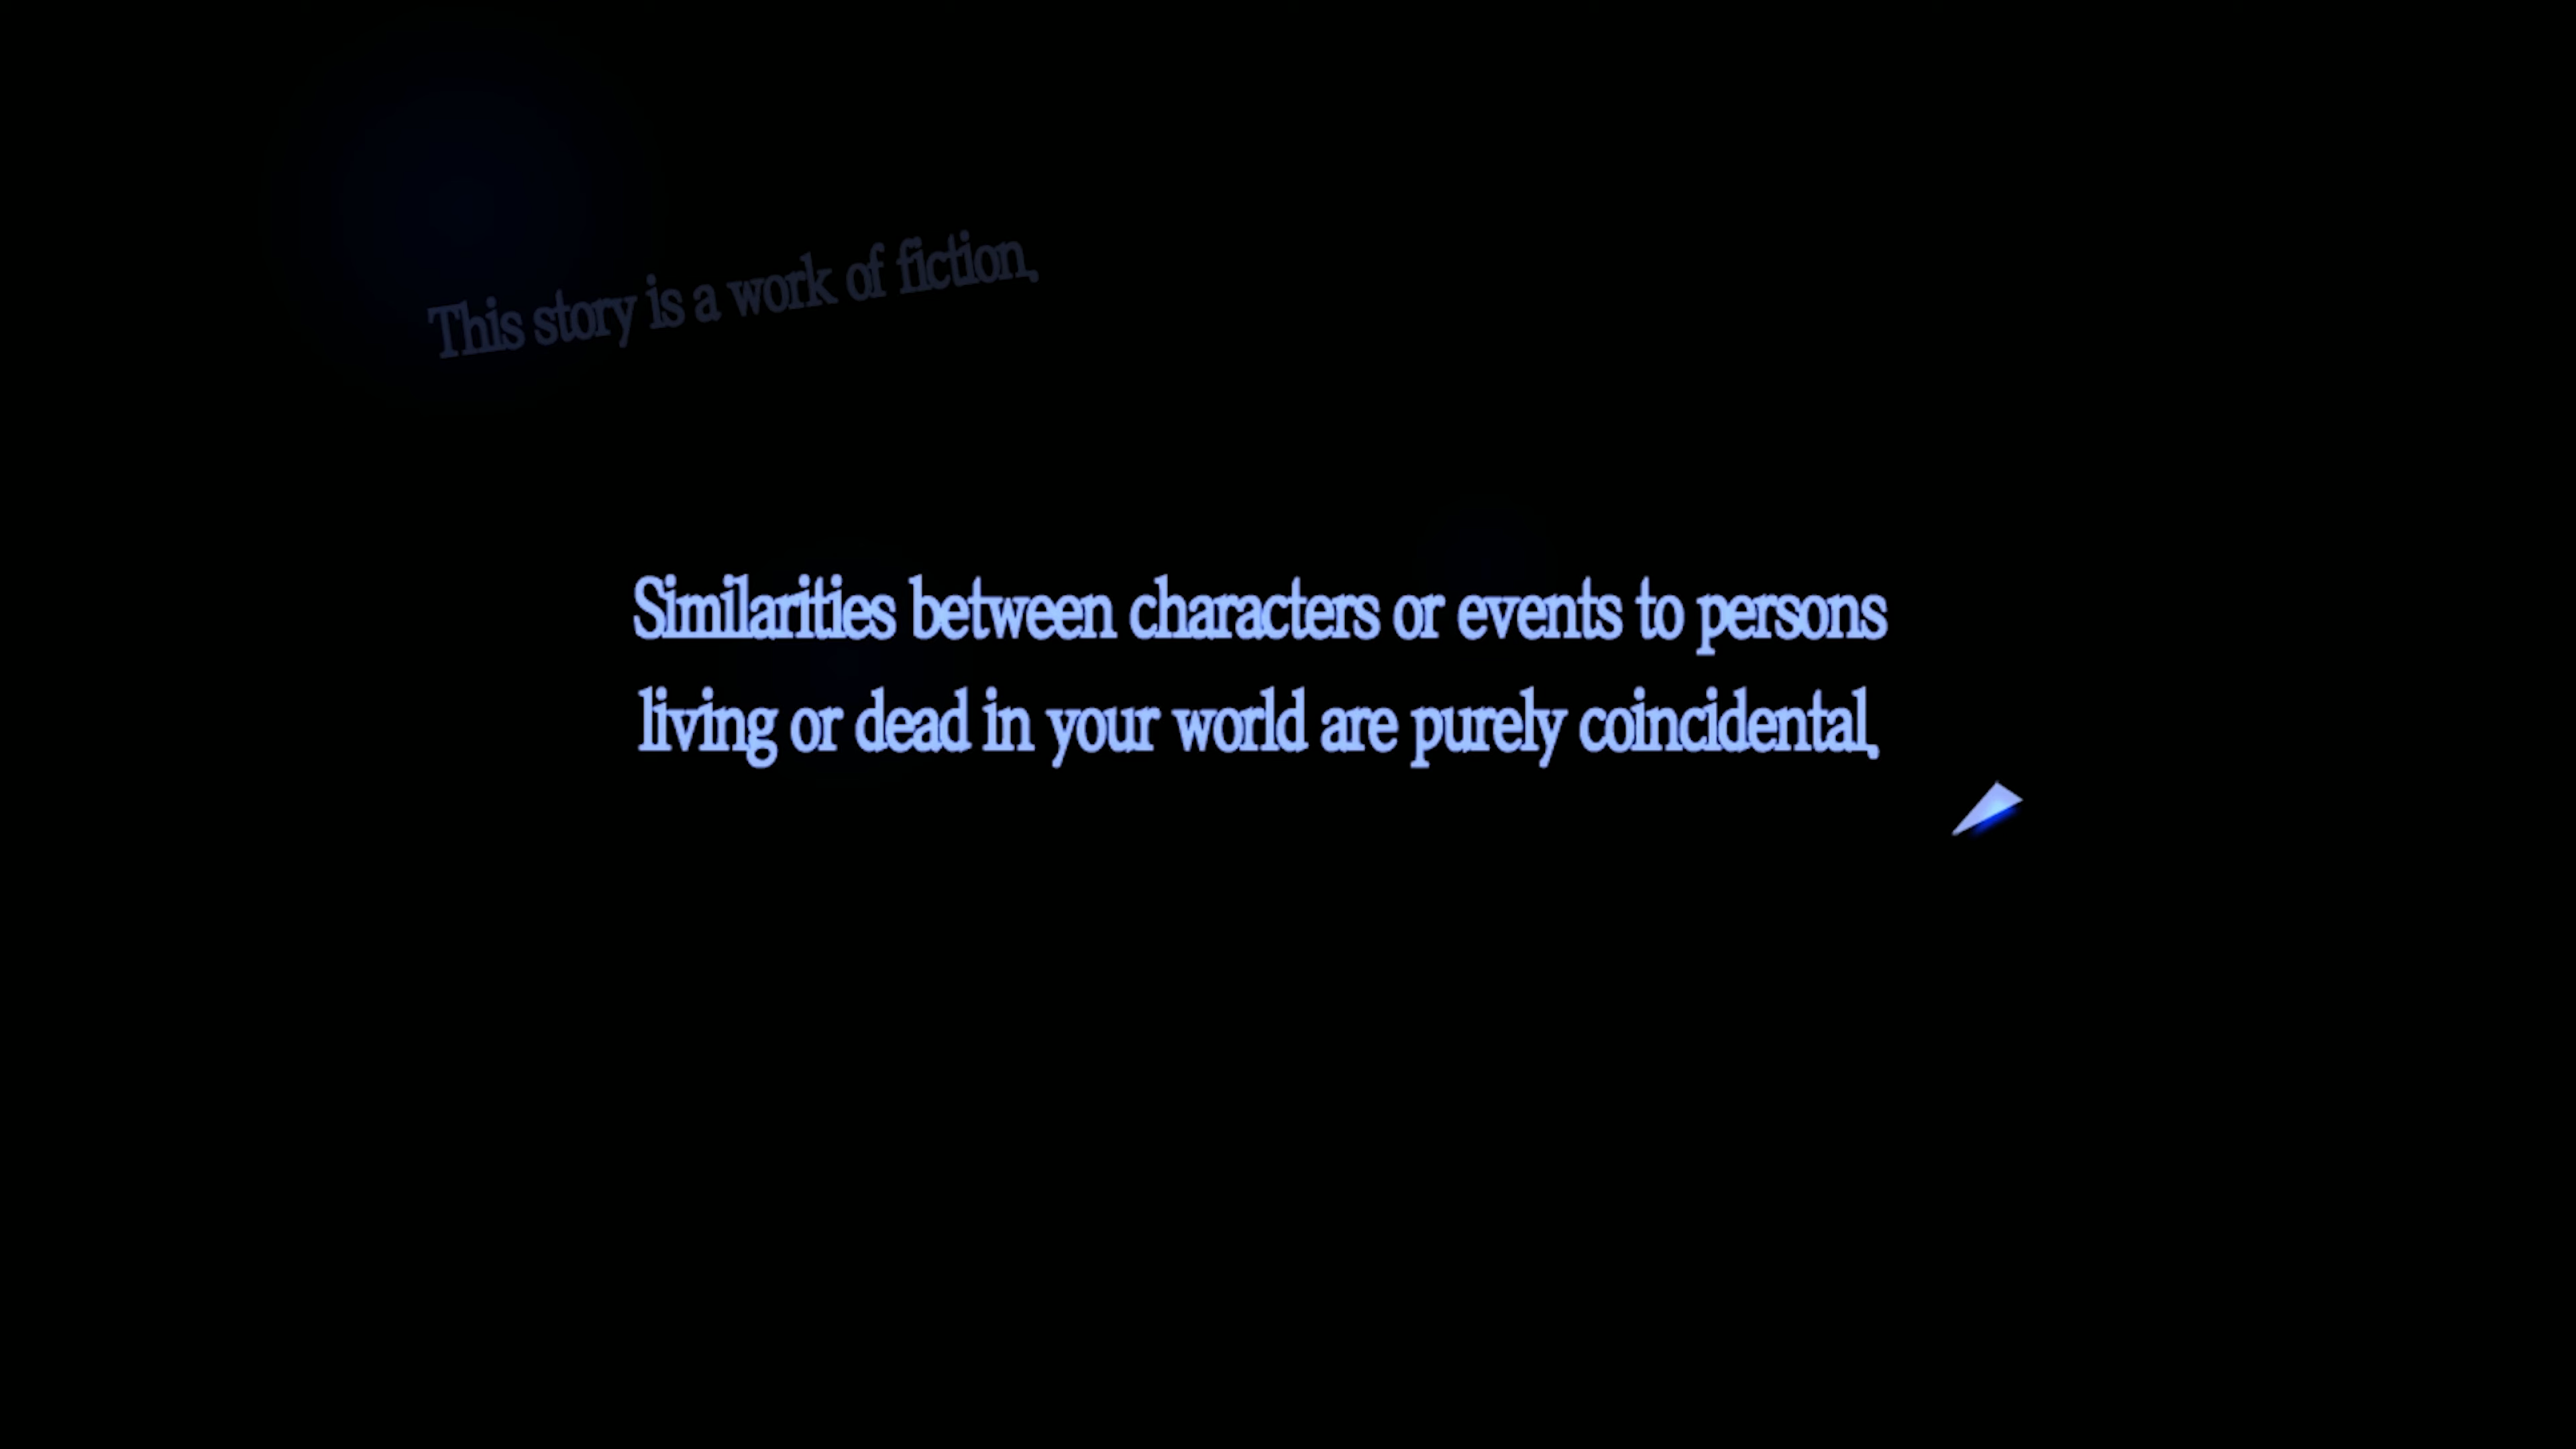 This story is a work of fiction.
Similarities between characters or events to persons
living or dead in your world are purely coincidental.